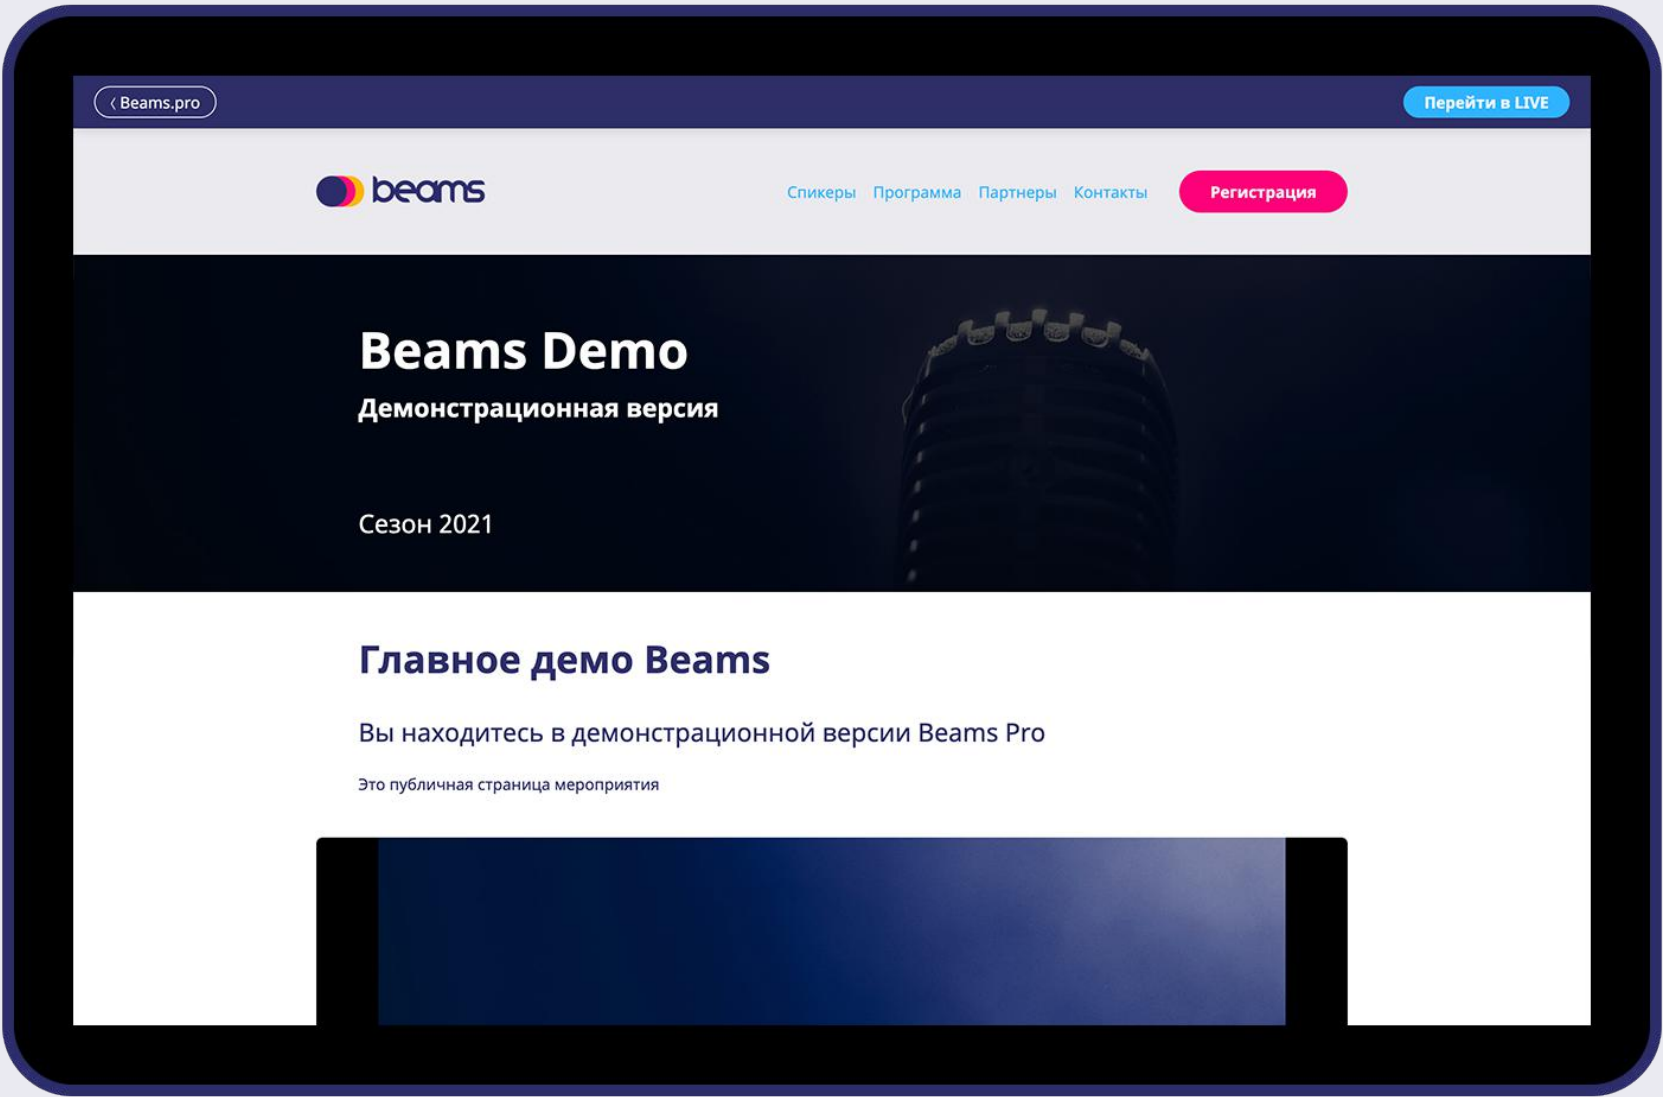 Beams.pro
Перейти в LIVE
beams
Спикеры Программа Партнеры Контакты Регистрация
Beams Demo
Демонстрационная версия
Сезон 2021
Главное демо Beams
Вы находитесь в демонстрационной версии Beams Pro
Это публичная страница мероприятия